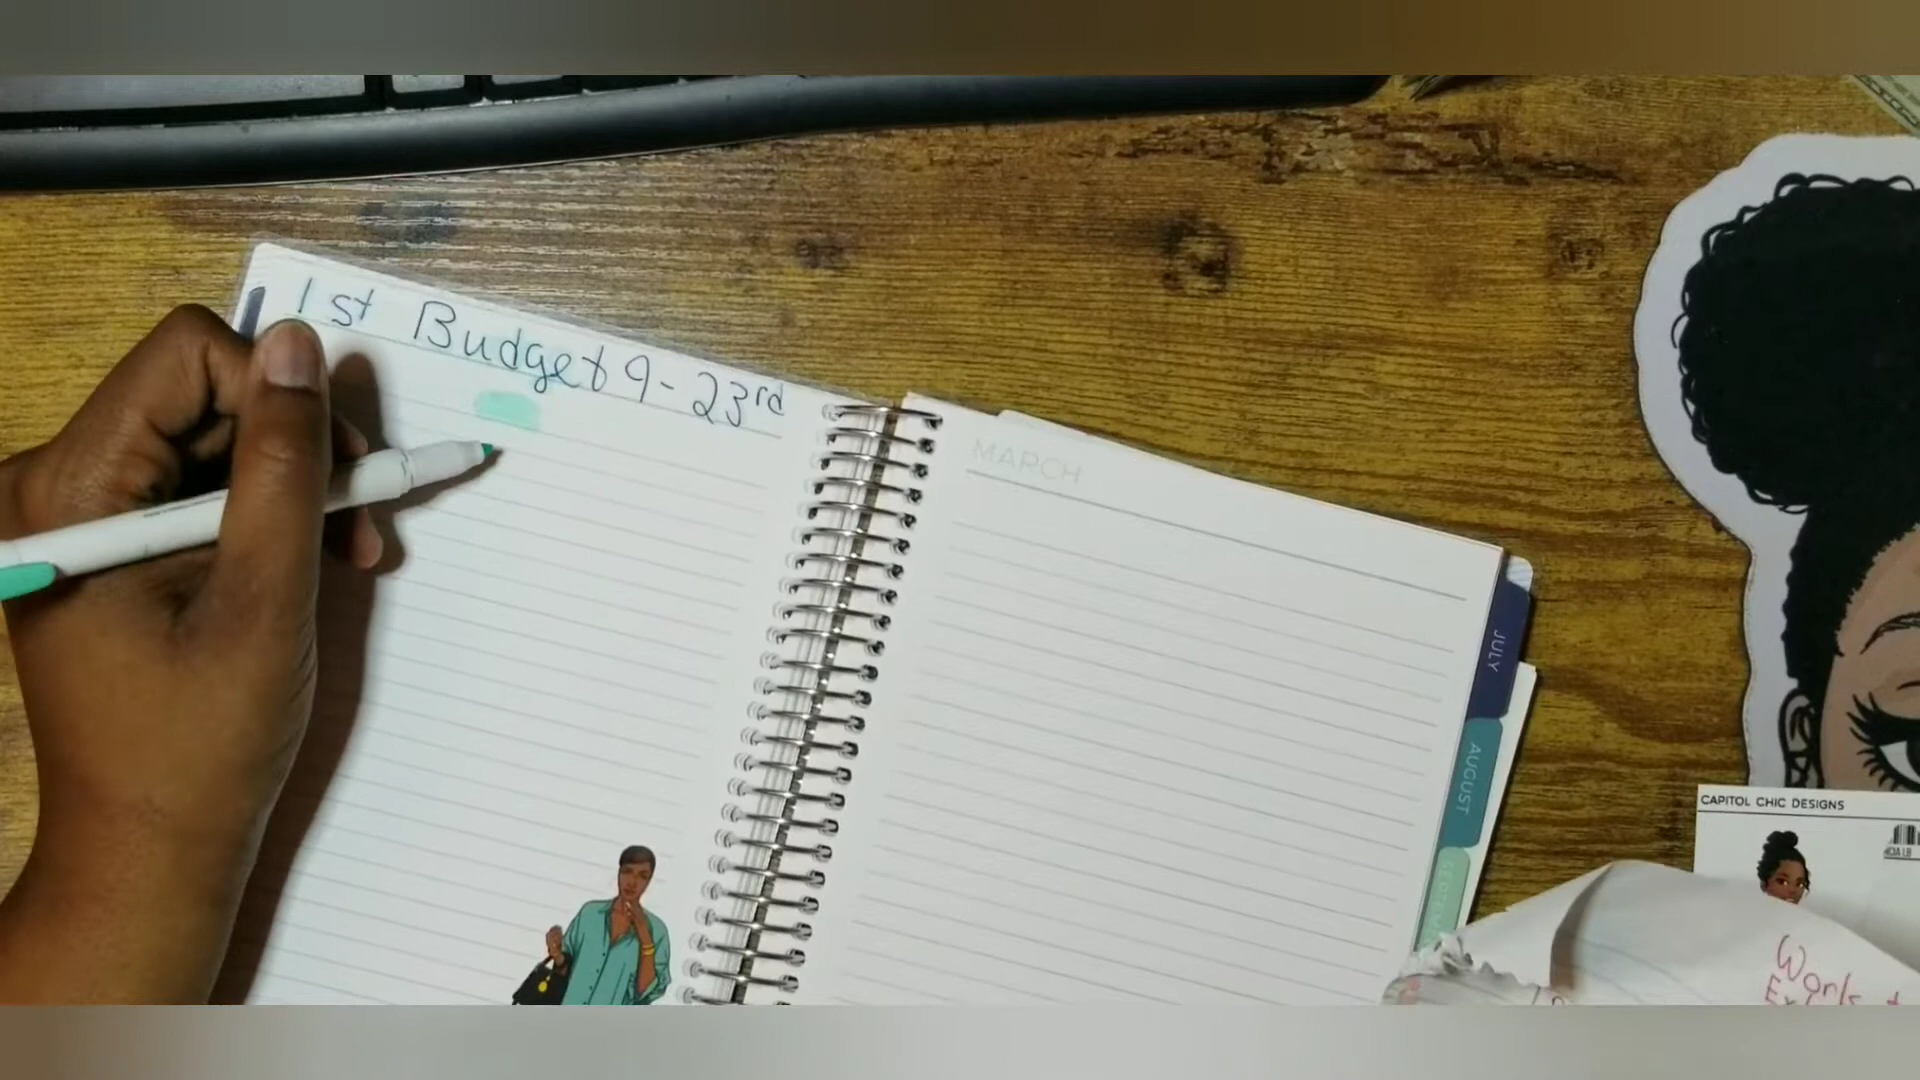 1st Budget 9-23rd
MARCH
JULY
AUGUST
CAPITOL CHIC DESIGNS